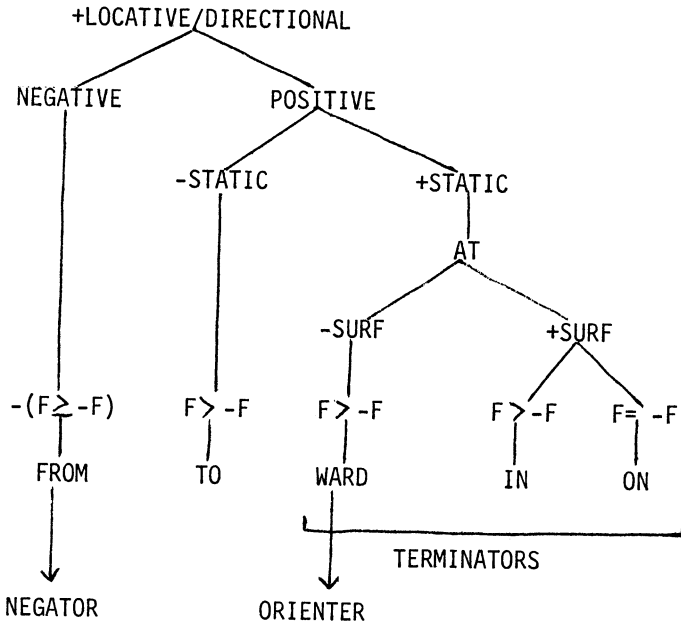 +LOCATIVE/DIRECTIONAL
NEGATIVE POSITIVE
-STATIC +STATIC
AT
-SURF +SURF
-(F≥-F) F>-F F>-F F>-F F=-F
FROM TO WARD IN ON
TERMINATORS
NEGATOR ORIENTER